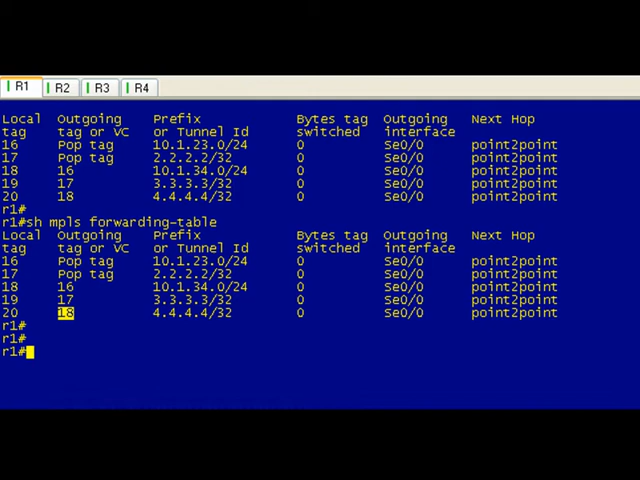 R1 R2 R3 R4
Local Outgoing Prefix Bytes tag Outgoing Next Hop
tag tag or VC or Tunnel Id switched interface
16 Pop tag 10.1.23.0/24 0 Se0/0 point2point
17 Pop tag 2.2.2.2/32 0 Se0/0 point2point
18 16 10.1.34.0/24 0 Se0/0 point2point
19 17 3.3.3.3/32 0 Se0/0 point2point
20 18 4.4.4.4/32 0 Se0/0 point2point
r1#
r1#sh mpls forwarding-table
Local Outgoing Prefix Bytes tag Outgoing Next Hop
tag tag or VC or Tunnel Id switched interface
16 Pop tag 10.1.23.0/24 0 Se0/0 point2point
17 Pop tag 2.2.2.2/32 0 Se0/0 point2point
18 16 10.1.34.0/24 0 Se0/0 point2point
19 17 3.3.3.3/32 0 Se0/0 point2point
20 18 4.4.4.4/32 0 Se0/0 point2point
r1#
r1#
r1#